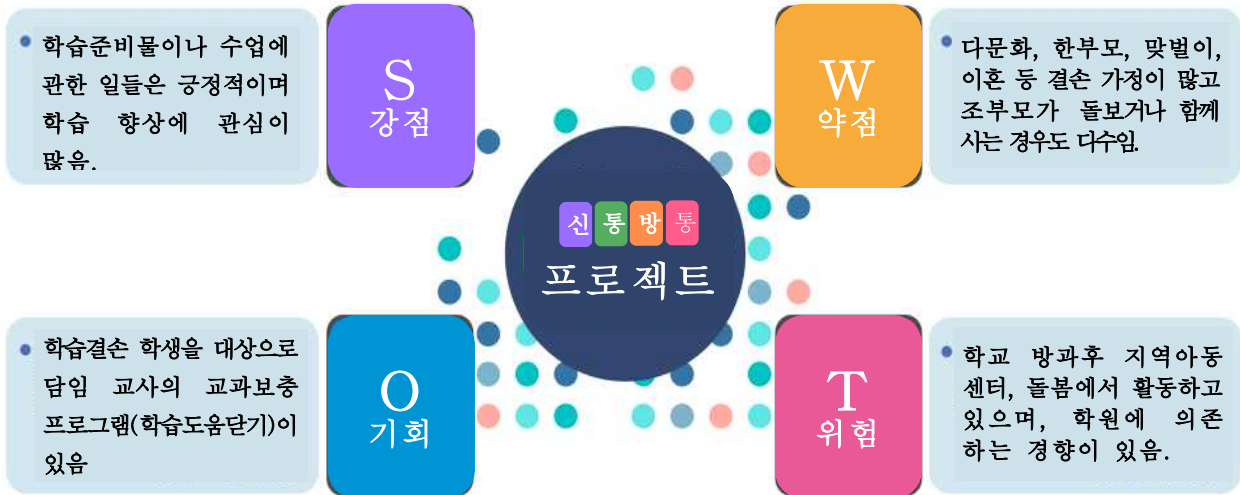 학습준비물이나 수업에
관한 일들은 긍정적이며
학습 향상에 관심이
많음.
S
강점
W
약점
다문화, 한부모, 맞벌이,
이혼 등 결손 가정이 많고
조부모가 돌보거나 함께
사는 경우도 다수임.
신통방통
프로젝트
학습결손 학생을 대상으로
담임 교사의 교과보충
프로그램(학습도움닫기)이
있음
O
기회
T
위험
학교 방과후 지역아동
센터, 돌봄에서 활동하고
있으며, 학원에 의존
하는 경향이 있음.